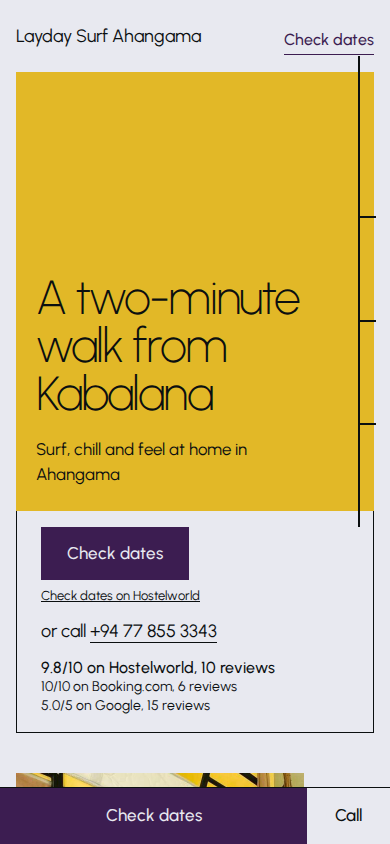 Layday Surf Ahangama
Check dates
A two-minute
walk from
Kabalana
Surf, chill and feel at home in
Ahangama
Check dates
Check dates on Hostelworld
or call +94 77 855 3343
9.8/10 on Hostelworld, 10 reviews
10/10 on Booking.com, 6 reviews
5.0/5 on Google, 15 reviews
Check dates
Call